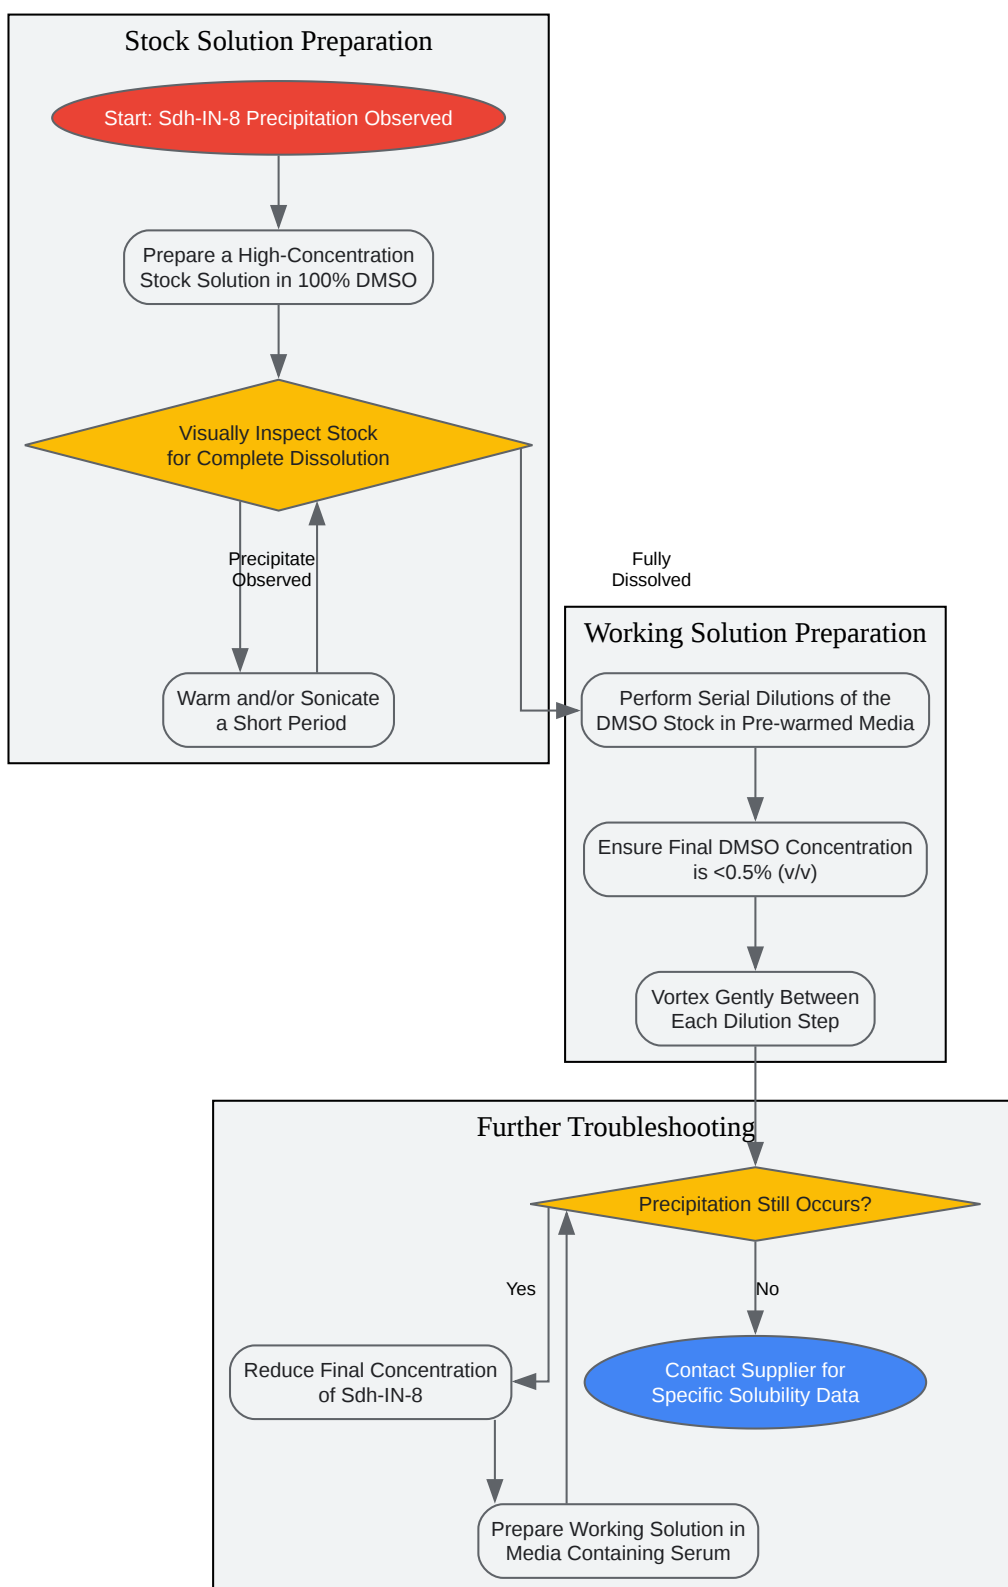 Stock Solution Preparation
Start: Sdh-IN-8 Precipitation Observed
Prepare a High-Concentration
Stock Solution in 100% DMSO
Visually Inspect Stock
for Complete Dissolution
Precipitate
Observed
Fully
Dissolved
Warm and/or Sonicate
a Short Period
Working Solution Preparation
Perform Serial Dilutions of the
DMSO Stock in Pre-warmed Media
Ensure Final DMSO Concentration
is <0.5% (v/v)
Vortex Gently Between
Each Dilution Step
Further Troubleshooting
Precipitation Still Occurs?
Yes
No
Reduce Final Concentration
of Sdh-IN-8
Contact Supplier for
Specific Solubility Data
Prepare Working Solution in
Media Containing Serum